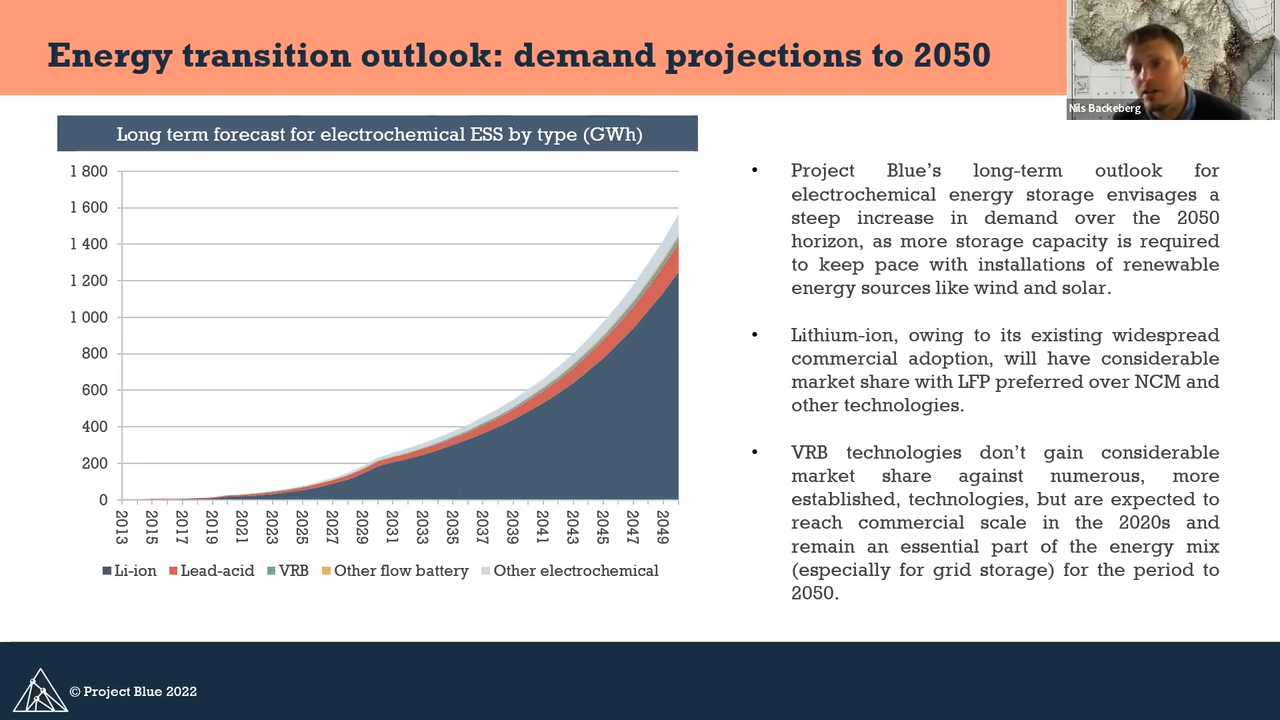 Energy transition outlook: demand projections to 2050
Nils Backeberg
Long term forecast for electrochemical ESS by type (GWh)
1 800
1 600
1 400
1 200
1 000
800
600
400
200
0
2013
2015
2017
2019
2021
2023
2025
2027
2029
2031
2033
2035
2037
2039
2041
2043
2045
2047
2049
Li-ion
Lead-acid
VRB
Other flow battery
Other electrochemical
• Project Blue’s long-term outlook for
electrochemical energy storage envisages a
steep increase in demand over the 2050
horizon, as more storage capacity is required
to keep pace with installations of renewable
energy sources like wind and solar.
• Lithium-ion, owing to its existing widespread
commercial adoption, will have considerable
market share with LFP preferred over NCM and
other technologies.
• VRB technologies don’t gain considerable
market share against numerous, more
established, technologies, but are expected to
reach commercial scale in the 2020s and
remain an essential part of the energy mix
(especially for grid storage) for the period to
2050.
© Project Blue 2022